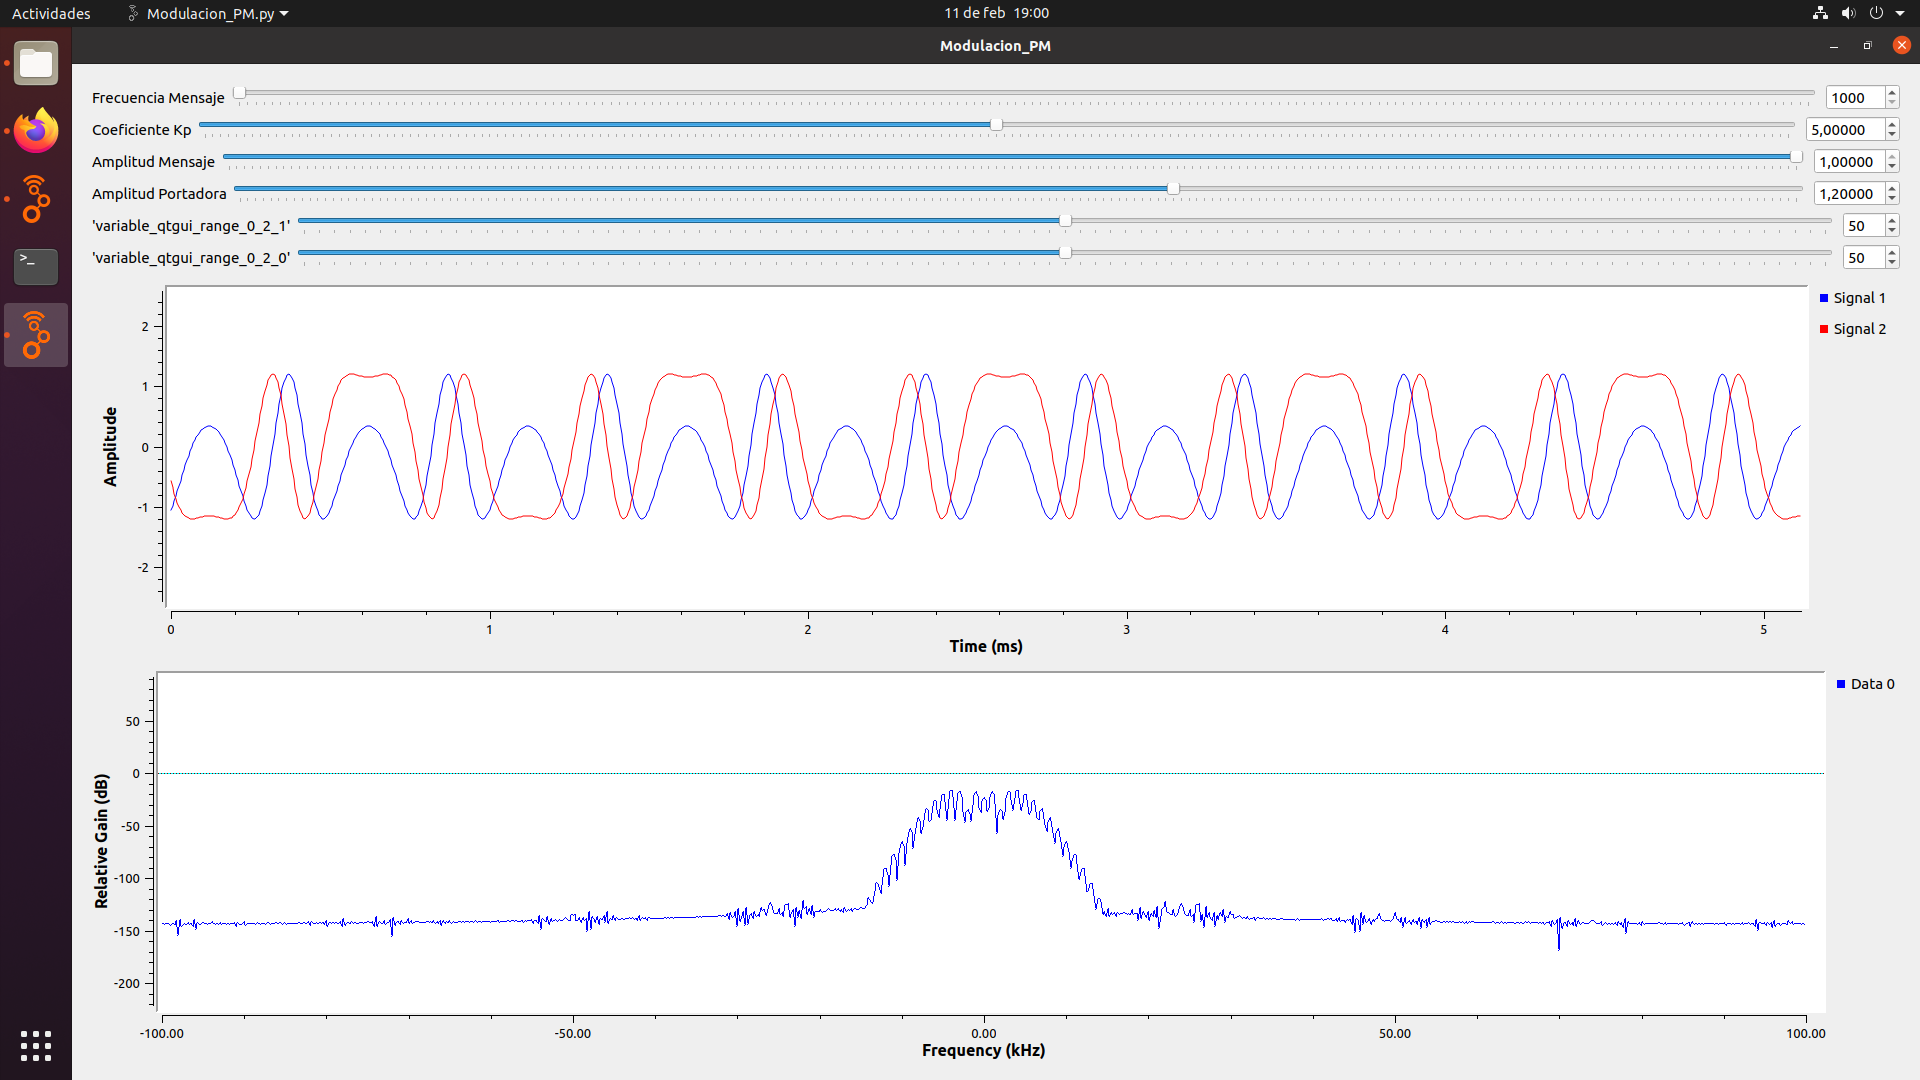 Actividades
Modulacion_PM.py
11 de feb 19:00
Modulacion_PM
Frecuencia Mensaje
1000
Coeficiente Kp
5,00000
Amplitud Mensaje
1,00000
Amplitud Portadora
1,20000
'variable_qtgui_range_0_2_1'
50
'variable_qtgui_range_0_2_0'
50
>_
Signal 1
Signal 2
Amplitude
2
1
0
-1
-2
0 1 2 3 4 5
Time (ms)
Data 0
Relative Gain (dB)
50
0
-50
-100
-150
-200
-100.00 -50.00 0.00 50.00 100.00
Frequency (kHz)